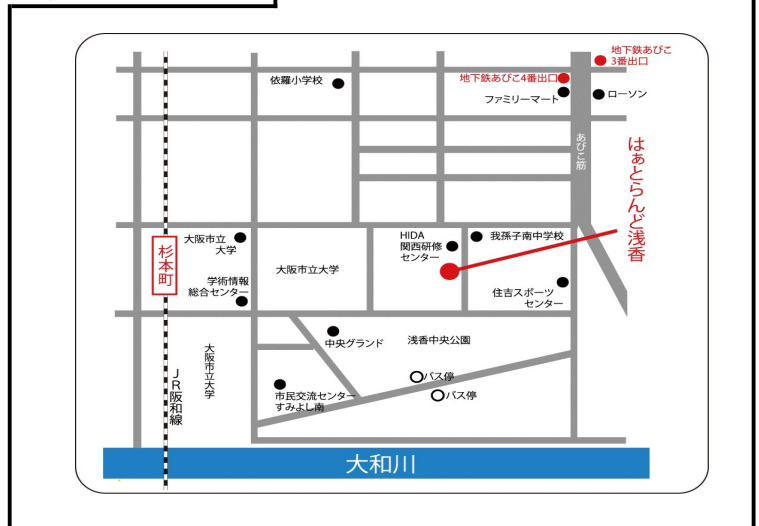 地下鉄あびこ
3番出口
依羅小学校
地下鉄あびこ4番出口
ファミリーマート
ローソン
あびこ筋
はぁとらんど浅香
杉本町
大阪市立
大学
大阪市立大学
HIDA
関西研修
センター
我孫子南中学校
学術情報
総合センター
住吉スポーツ
センター
中央グランド
浅香中央公園
大阪市立大学
JR阪和線
バス停
バス停
市民交流センター
すみよし南
大和川